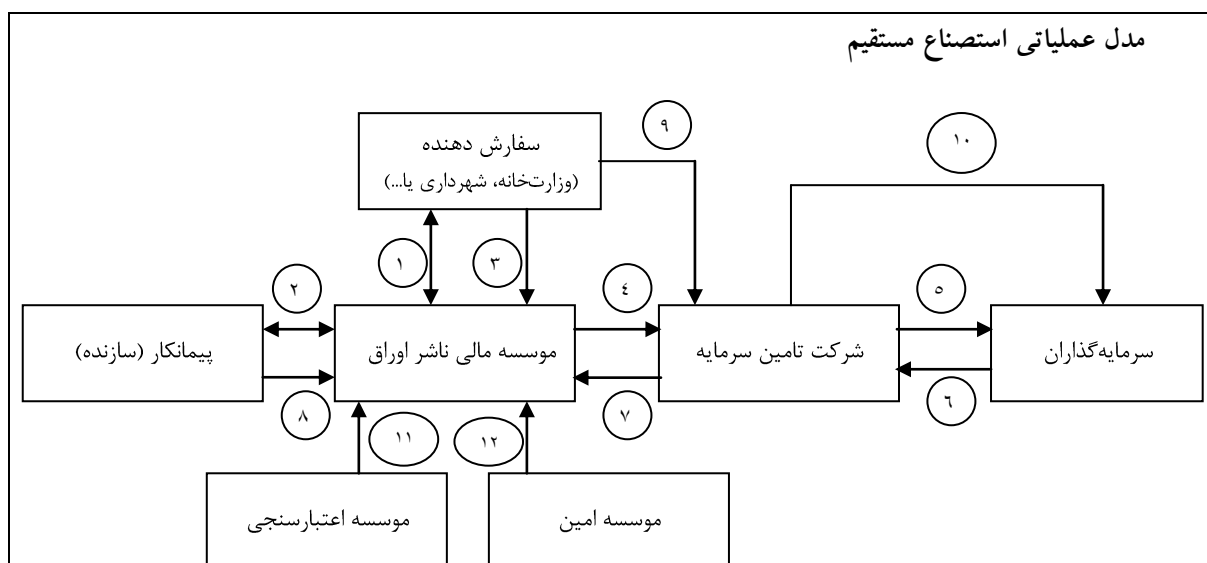 مدل عملیاتی استصناع مستقیم
سفارش دهنده
(وزارت‌خانه، شهرداری یا...)
۹
۱۰
۱
۳
۲
۴
۵
پیمانکار (سازنده)
موسسه مالی ناشر اوراق
شرکت تامین سرمایه
سرمایه‌گذاران
۸
۷
٦
۱۱
۱۲
موسسه اعتبارسنجی
موسسه امین